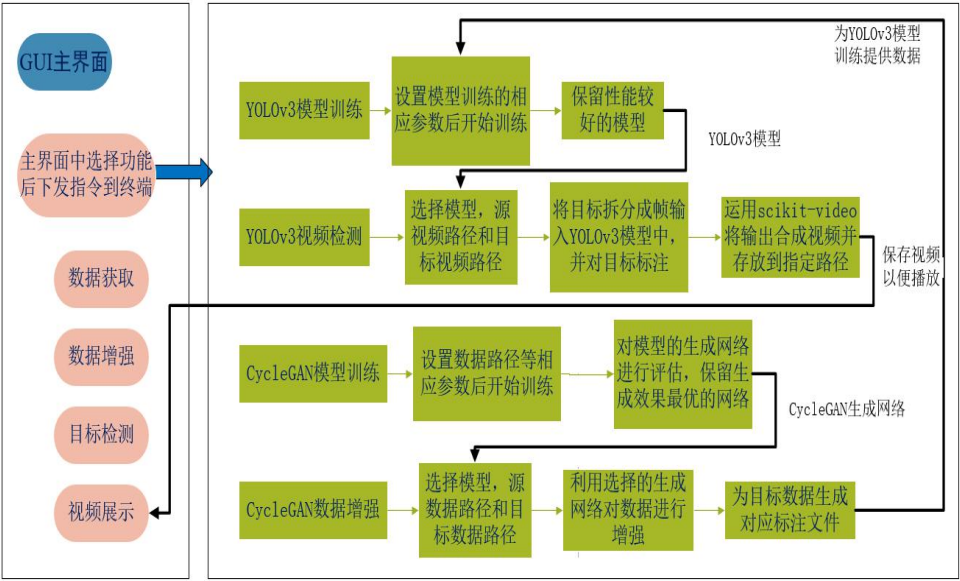 GUI主界面
主界面中选择功能
后下发指令到终端
数据获取
数据增强
目标检测
视频展示
为YOLOv3模型
训练提供数据
YOLOv3模型训练
设置模型训练的相
应参数后开始训练
保留性能较
好的模型
YOLOv3模型
YOLOv3视频检测
选择模型，源
视频路径和目
标视频路径
将目标拆分成帧输
入YOLOv3模型中，
并对目标标注
运用scikit-video
将输出合成视频并
存放到指定路径
保存视频
以便播放
CycleGAN模型训练
设置数据路径等相
应参数后开始训练
对模型的生成网络
进行评估，保留生
成效果最优的网络
CycleGAN生成网络
CycleGAN数据增强
选择模型，源
数据路径和目
标数据路径
利用选择的生成
网络对数据进行
增强
为目标数据生成
对应标注文件